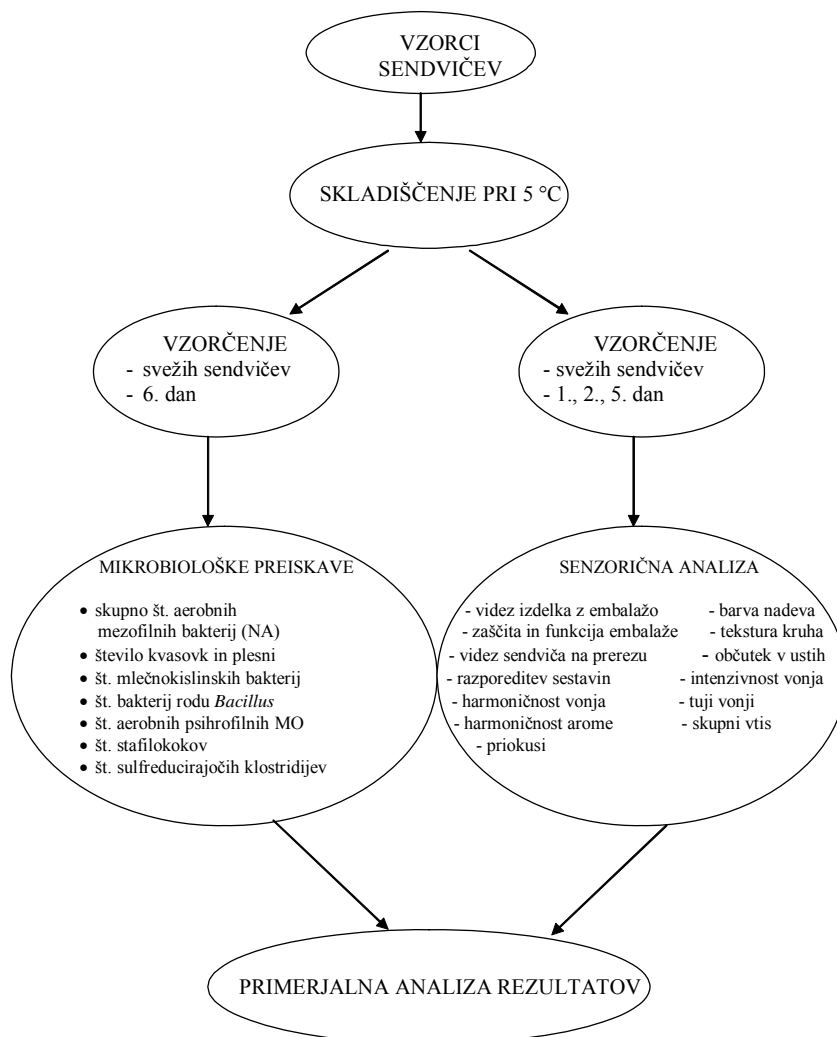 VZORCI
SENDVIČEV
SKLADIŠČENJE PRI 5 °C
VZORČENJE
- svežih sendvičev
- 6. dan
VZORČENJE
- svežih sendvičev
- 1., 2., 5. dan
MIKROBIOLOŠKE PREISKAVE
• skupno št. aerobnih
mezofilnih bakterij (NA)
• število kvasovk in plesni
• št. mlečnokislinskih bakterij
• št. bakterij rodu Bacillus
• št. aerobnih psihrofilnih MO
• št. stafilokokov
• št. sulfreducirajočih klostridijev
SENZORIČNA ANALIZA
- videz izdelka z embalažo
- zaščita in funkcija embalaže
- videz sendviča na prerezu
- razporeditev sestavin
- harmoničnost vonja
- harmoničnost arome
- priokusi
- barva nadeva
- tekstura kruha
- občutek v ustih
- intenzivnost vonja
- tuji vonji
- skupni vtis
PRIMERJALNA ANALIZA REZULTATOV